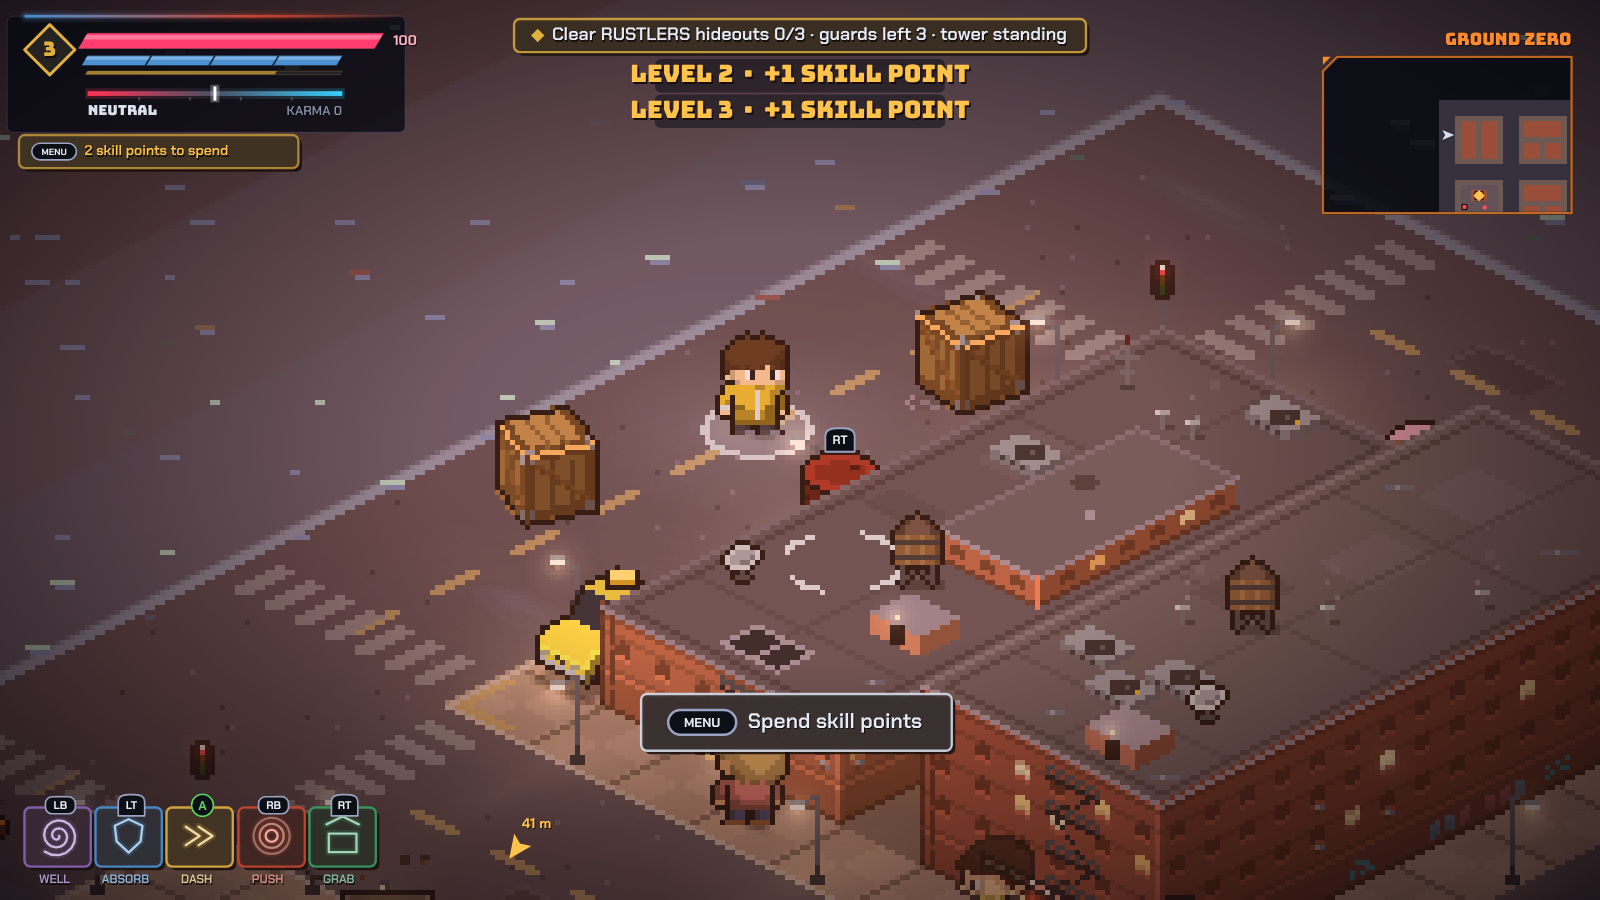 3
100
NEUTRAL
KARMA 0
MENU 2 skill points to spend
Clear RUSTLERS hideouts 0/3 · guards left 3 · tower standing
LEVEL 2 · +1 SKILL POINT
LEVEL 3 · +1 SKILL POINT
GROUND ZERO
RT
MENU Spend skill points
41 m
LB LT A RB RT
WELL ABSORB DASH PUSH GRAB